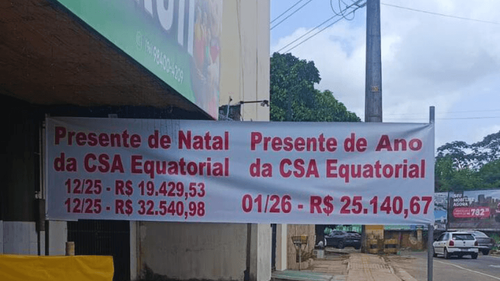 Presente de Natal
da CSA Equatorial
12/25 - R$ 19.429,53
12/25 - R$ 32.540,98
Presente de Ano
da CSA Equatorial
01/26 - R$ 25.140,67